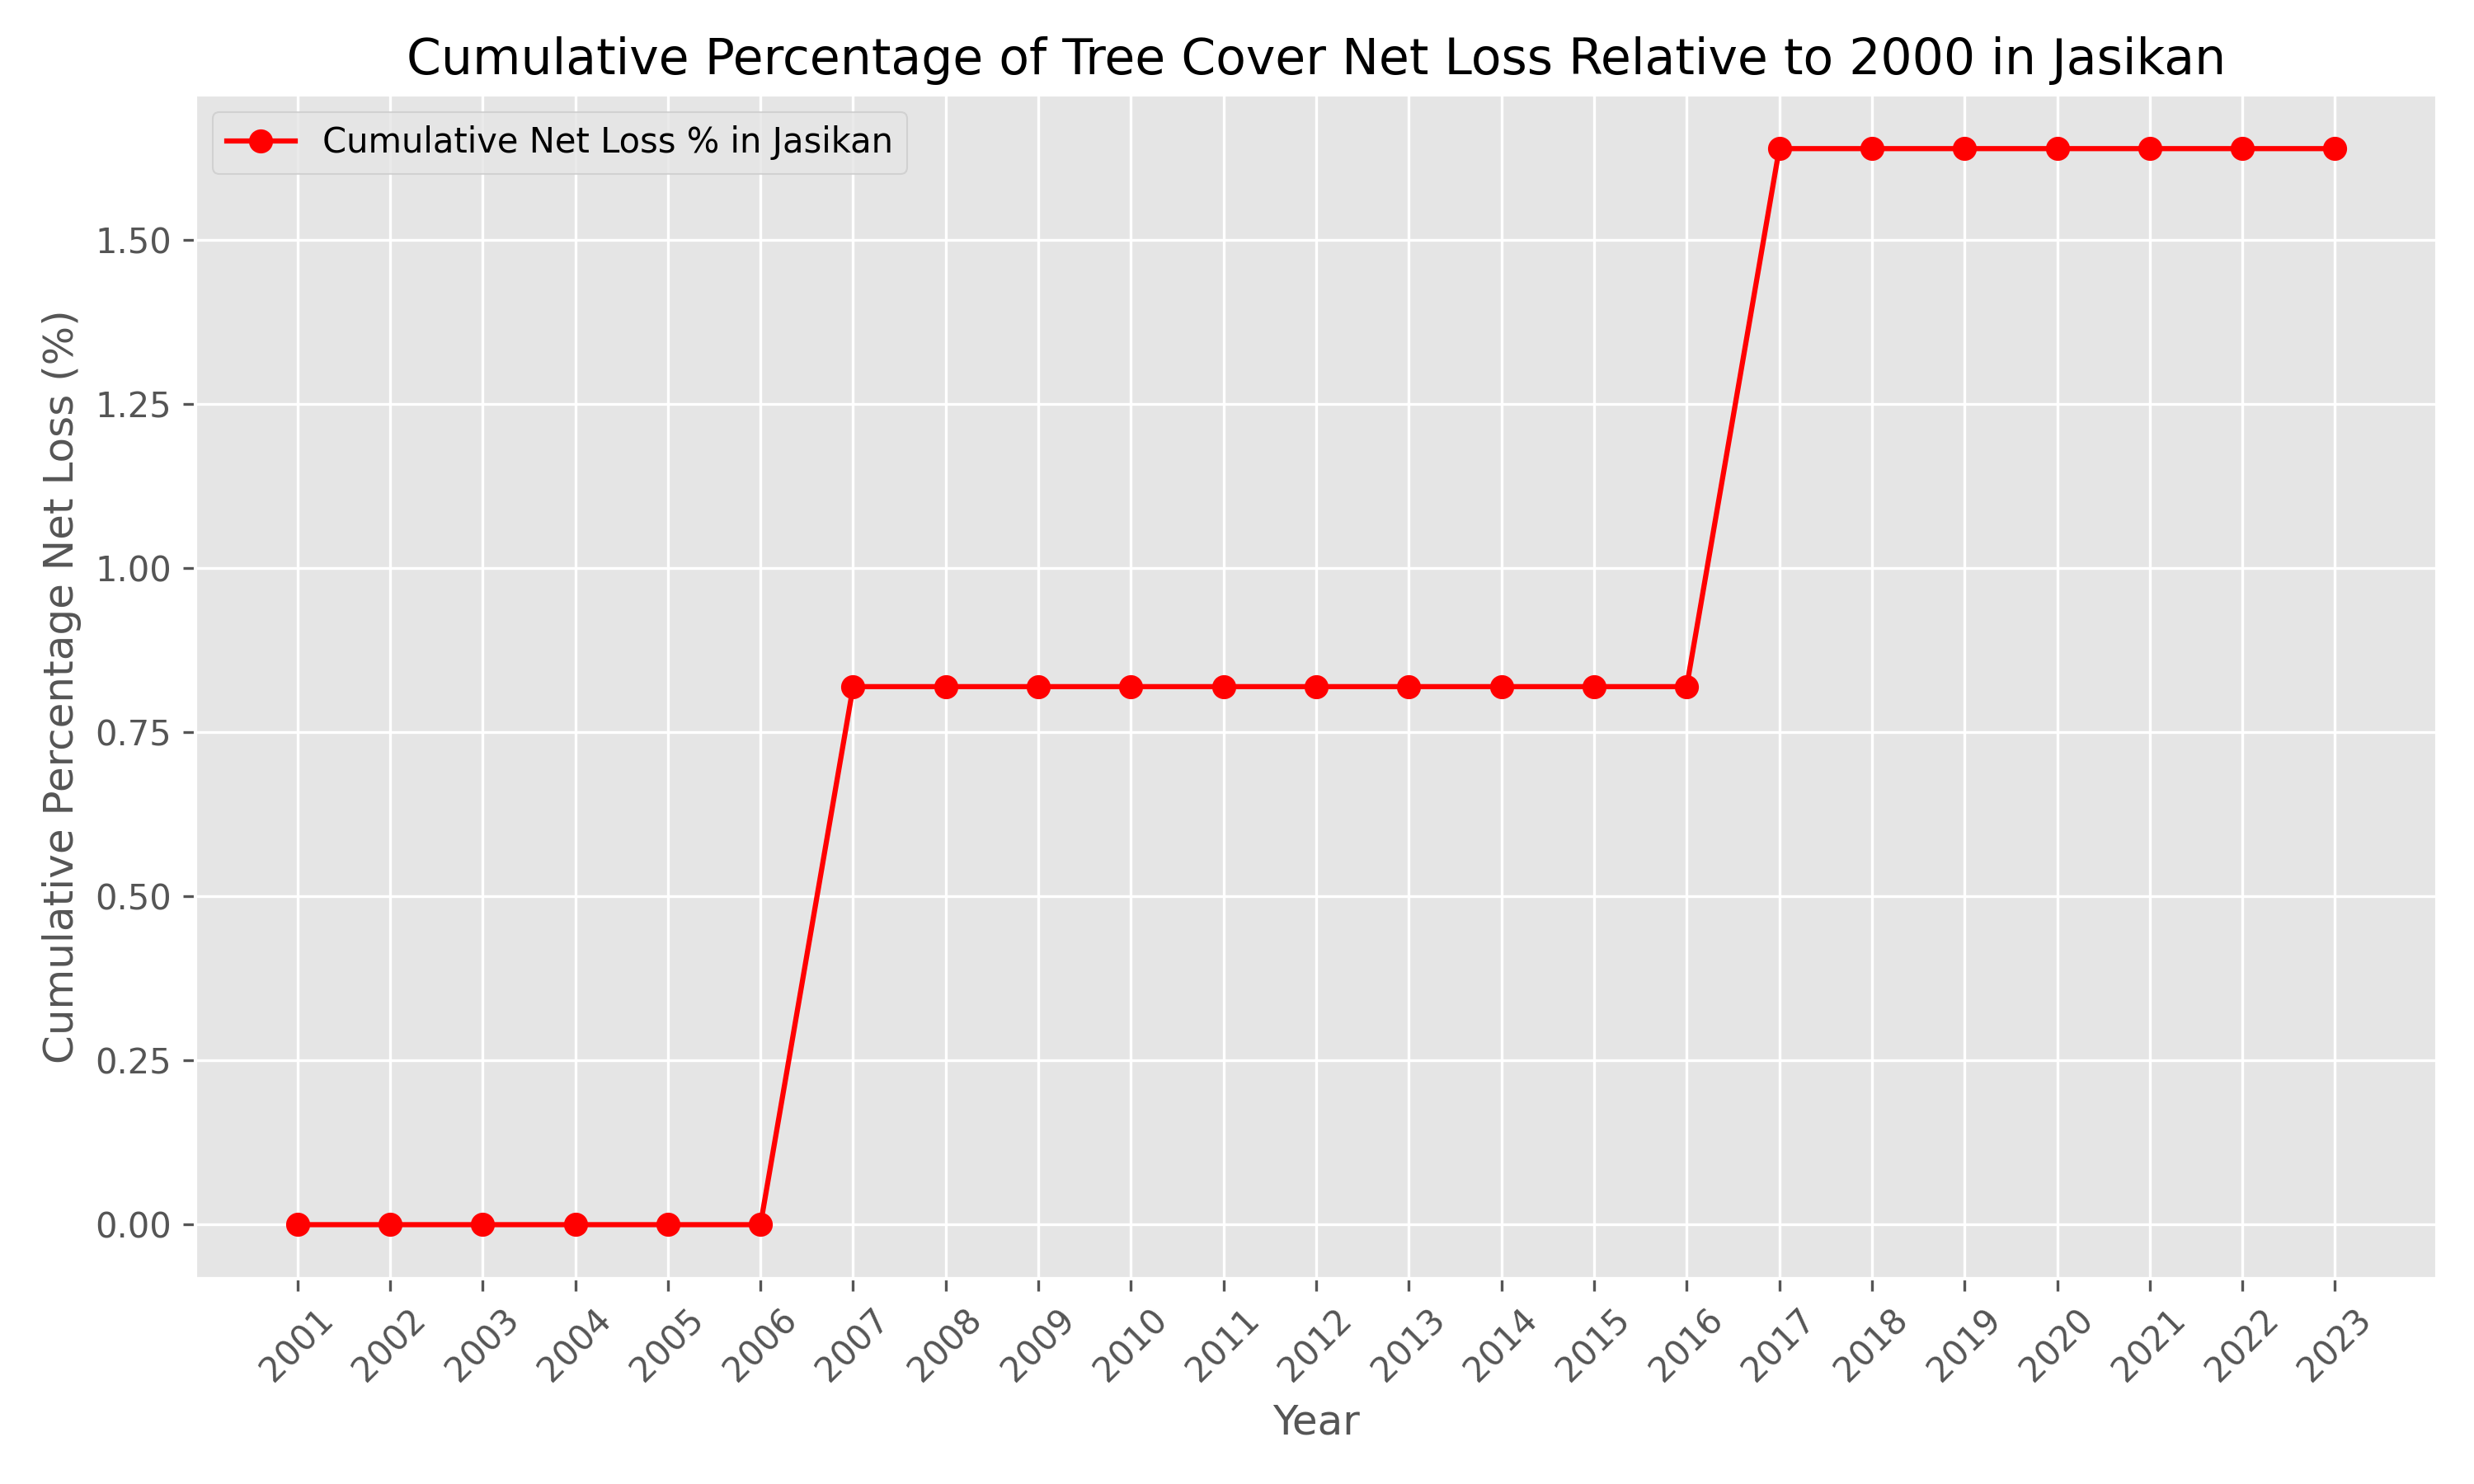 Cumulative Percentage of Tree Cover Net Loss Relative to 2000 in Jasikan
Cumulative Net Loss % in Jasikan
Cumulative Percentage Net Loss (%)
1.50
1.25
1.00
0.75
0.50
0.25
0.00
2001 2002 2003 2004 2005 2006 2007 2008 2009 2010 2011 2012 2013 2014 2015 2016 2017 2018 2019 2020 2021 2022 2023
Year